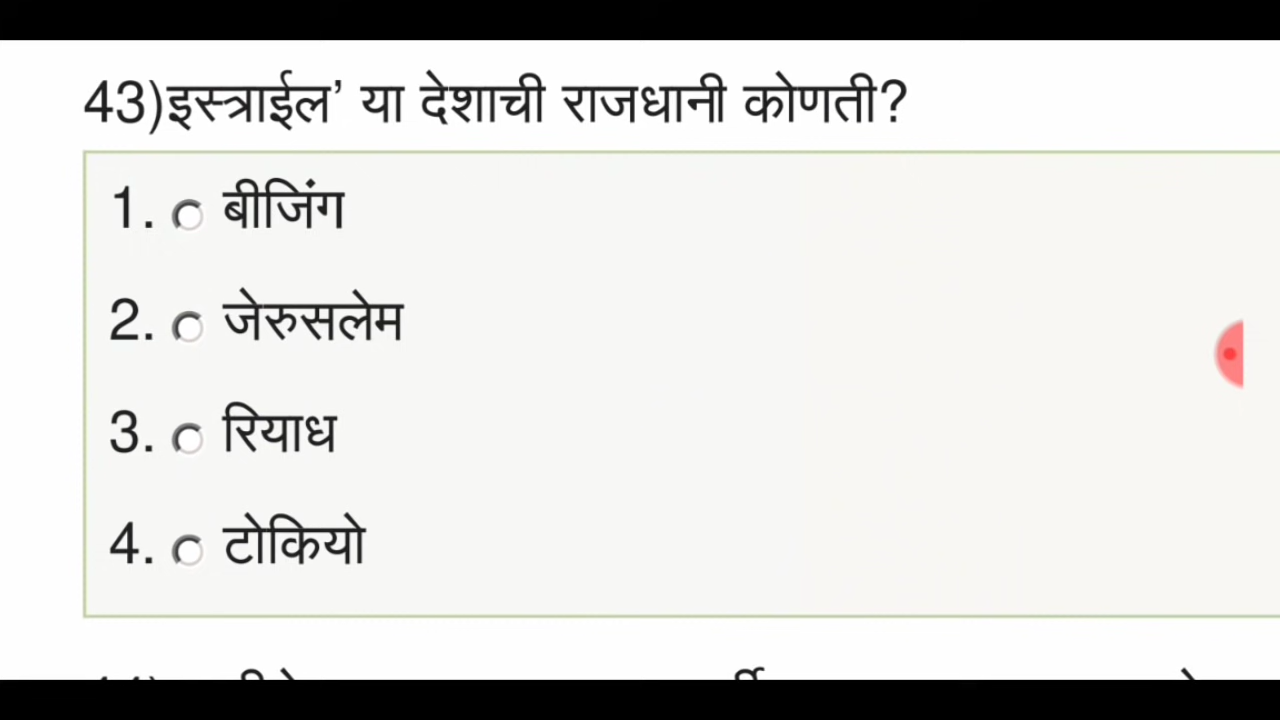 43)इस्त्राईल’ या देशाची राजधानी कोणती?
1. बीजिंग
2. जेरुसलेम
3. रियाध
4. टोकियो